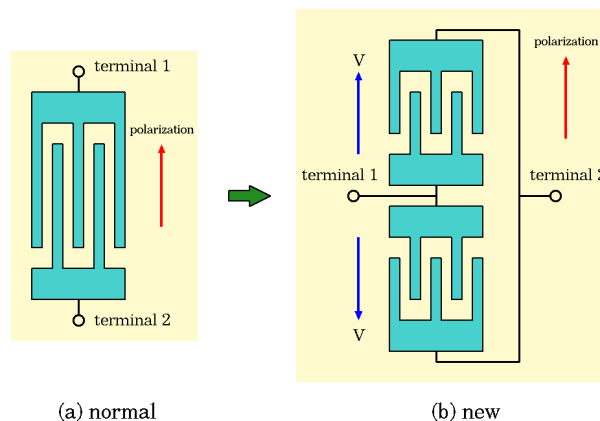 terminal 1
polarization
terminal 2
(a) normal
V
polarization
terminal 1
terminal 2
V
(b) new